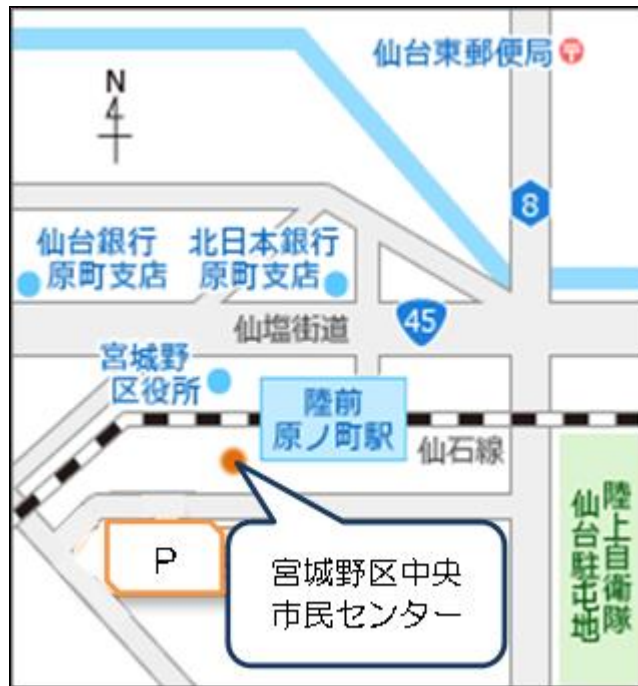 仙台東郵便局
N
8
仙台銀行
原町支店
北日本銀行
原町支店
仙塩街道
45
宮城野
区役所
陸前
原ノ町駅
仙石線
陸上自衛隊
仙台駐屯地
P
宮城野区中央
市民センター